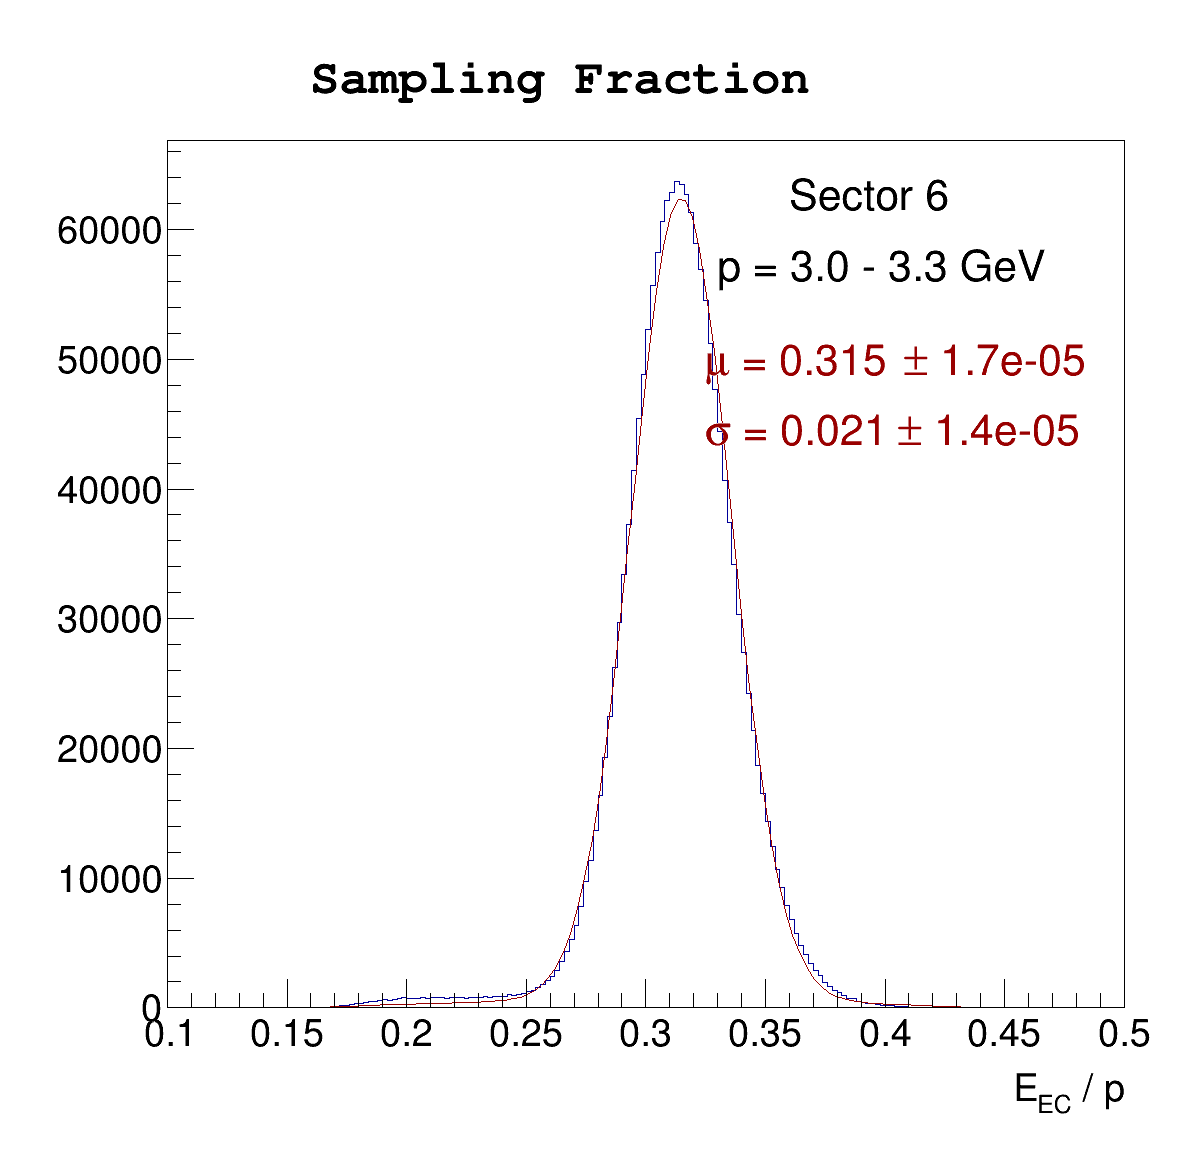 Sampling Fraction
Sector 6
p = 3.0 - 3.3 GeV
μ = 0.315 ± 1.7e-05
σ = 0.021 ± 1.4e-05
60000
50000
40000
30000
20000
10000
0
0.1 0.15 0.2 0.25 0.3 0.35 0.4 0.45 0.5
E_EC / p